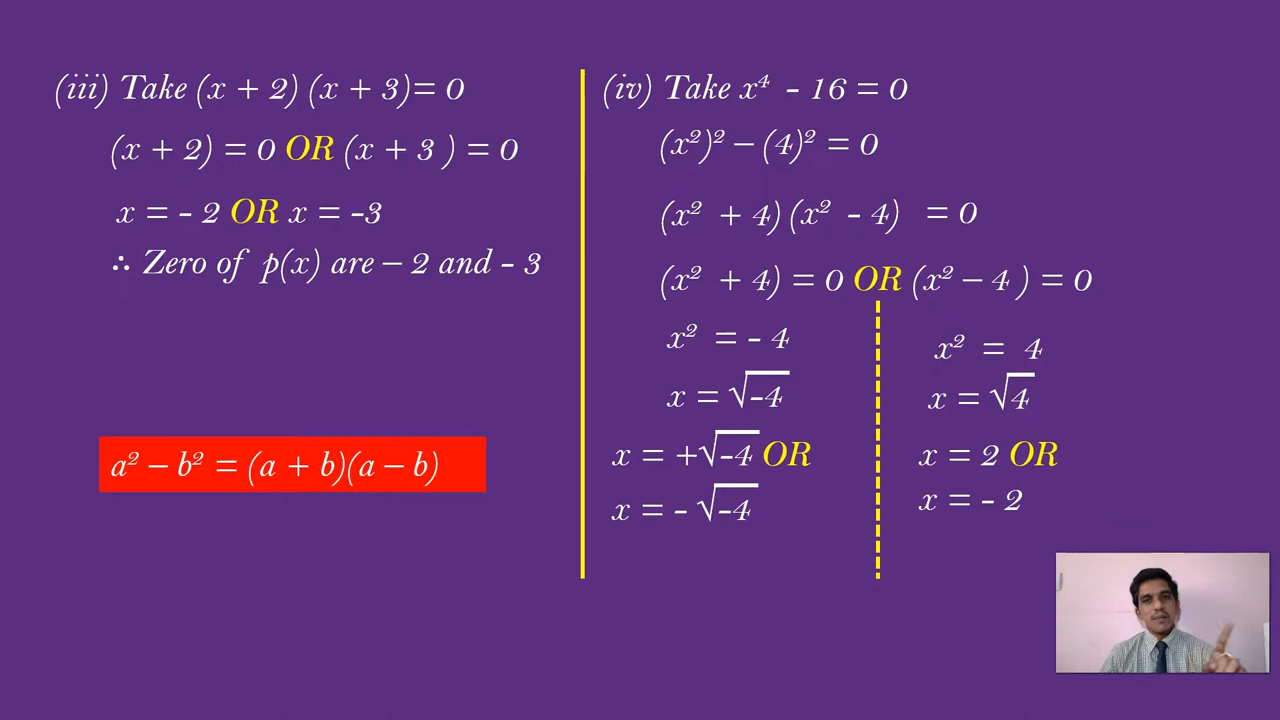 (iii) Take (x + 2) (x + 3)= 0
(x + 2) = 0 OR (x + 3 ) = 0
x = - 2 OR x = -3
∴ Zero of p(x) are – 2 and - 3
a² – b² = (a + b)(a – b)
(iv) Take x⁴ - 16 = 0
(x²)² – (4)² = 0
(x² + 4) (x² - 4) = 0
(x² + 4) = 0 OR (x² – 4 ) = 0
x² = - 4
x = √-4
x = +√-4 OR
x = - √-4
x² = 4
x = √4
x = 2 OR
x = - 2